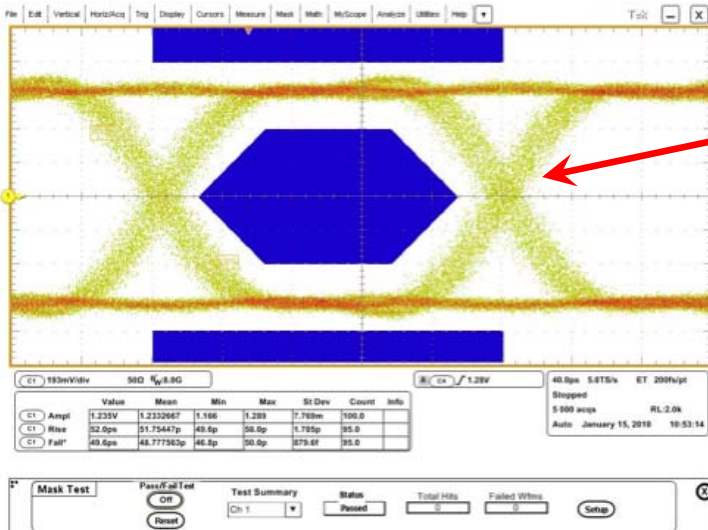 File Edit Vertical Horiz/Acq Trig Display Cursors Measure Mask Math MyScope Analyze Utilities Help Tek X
C1 193mV/div 50Ω BW:8.0G
A C4 1.28V
40.0ps 5.0TS/s ET 200fs/pt
Stopped
5 000 acqs RL:2.0k
Auto January 15, 2010 10:53:14
Value Mean Min Max St Dev Count Info
C1 Ampl 1.235V 1.2332667 1.166 1.289 7.769m 100.0
C1 Rise 52.0ps 51.75447p 49.6p 58.0p 1.785p 95.0
C1 Fall* 49.6ps 48.777563p 46.8p 50.0p 879.6f 95.0
Mask Test
Pass/Fail Test
Off
Reset
Test Summary
Ch 1
Status
Passed
Total Hits
0
Failed Wfms
0
Setup
X